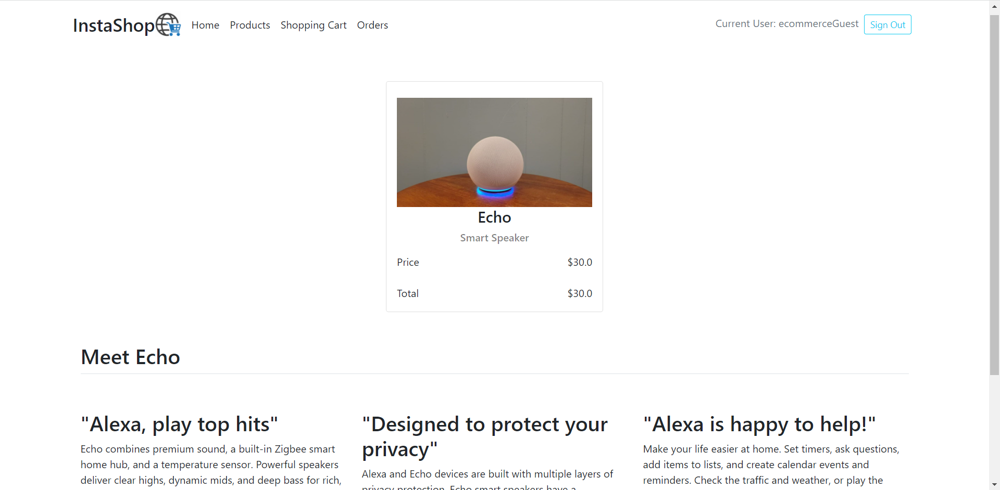 InstaShop Home Products Shopping Cart Orders Current User: ecommerceGuest Sign Out
Echo
Smart Speaker
Price $30.0
Total $30.0
Meet Echo
"Alexa, play top hits"
Echo combines premium sound, a built-in Zigbee smart
home hub, and a temperature sensor. Powerful speakers
deliver clear highs, dynamic mids, and deep bass for rich,
"Designed to protect your
privacy"
Alexa and Echo devices are built with multiple layers of
privacy protection. Echo smart speakers have a
"Alexa is happy to help!"
Make your life easier at home. Set timers, ask questions,
add items to lists, and create calendar events and
reminders. Check the traffic and weather, or play the